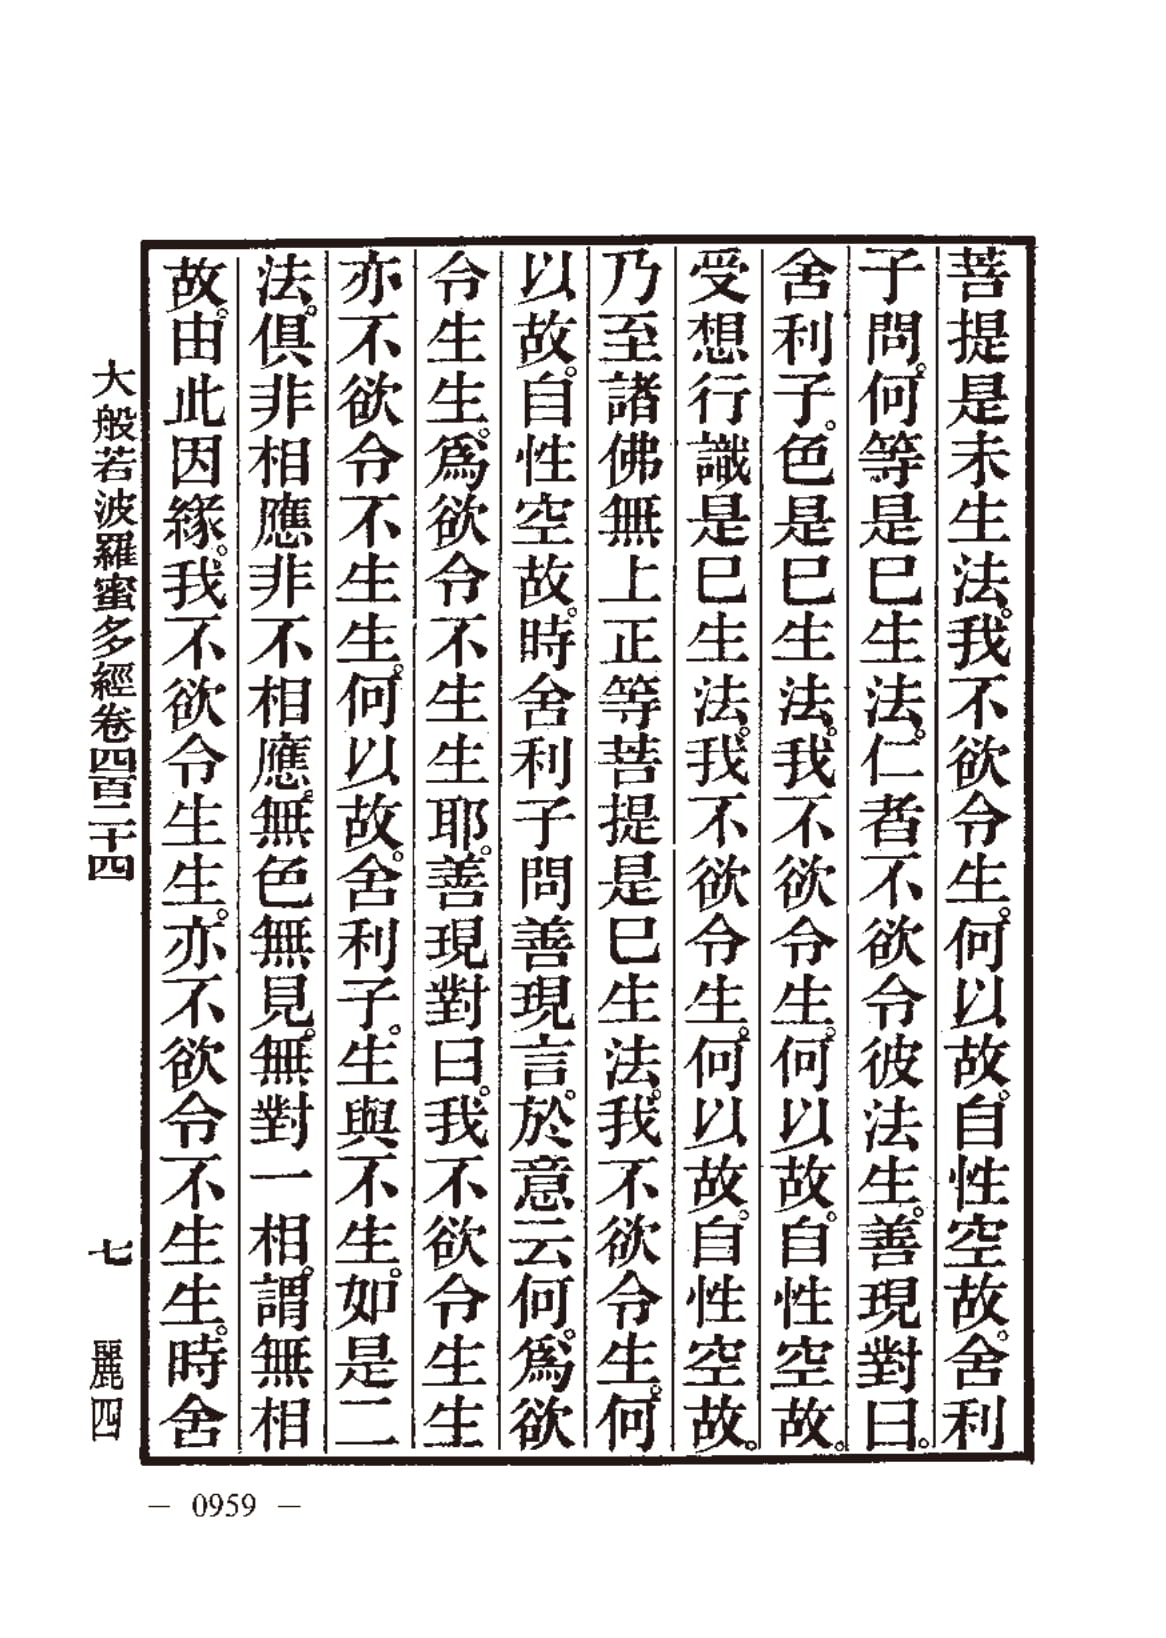 菩提是未生法。我不欲令生。何以故。自性空故。舍利
子問。何等是巳生法。仁者不欲令彼法生。善現對曰。
舍利子。色是巳生法。我不欲令生。何以故。自性空故。
受想行識是巳生法。我不欲令生。何以故。自性空故。
乃至諸佛無上正等菩提是巳生法。我不欲令生。何
以故。自性空故。時舍利子問善現言。於意云何。爲欲
令生生。爲欲令不生生耶。善現對曰。我不欲令生生
亦不欲令不生生。何以故。舍利子。生與不生。如是二
法。俱非相應非不相應。無色無見。無對一相。謂無相
故。由此因緣。我不欲令生生。亦不欲令不生生。時舍
大般若波羅蜜多經卷四百二十四 七 麗四
— 0959 —